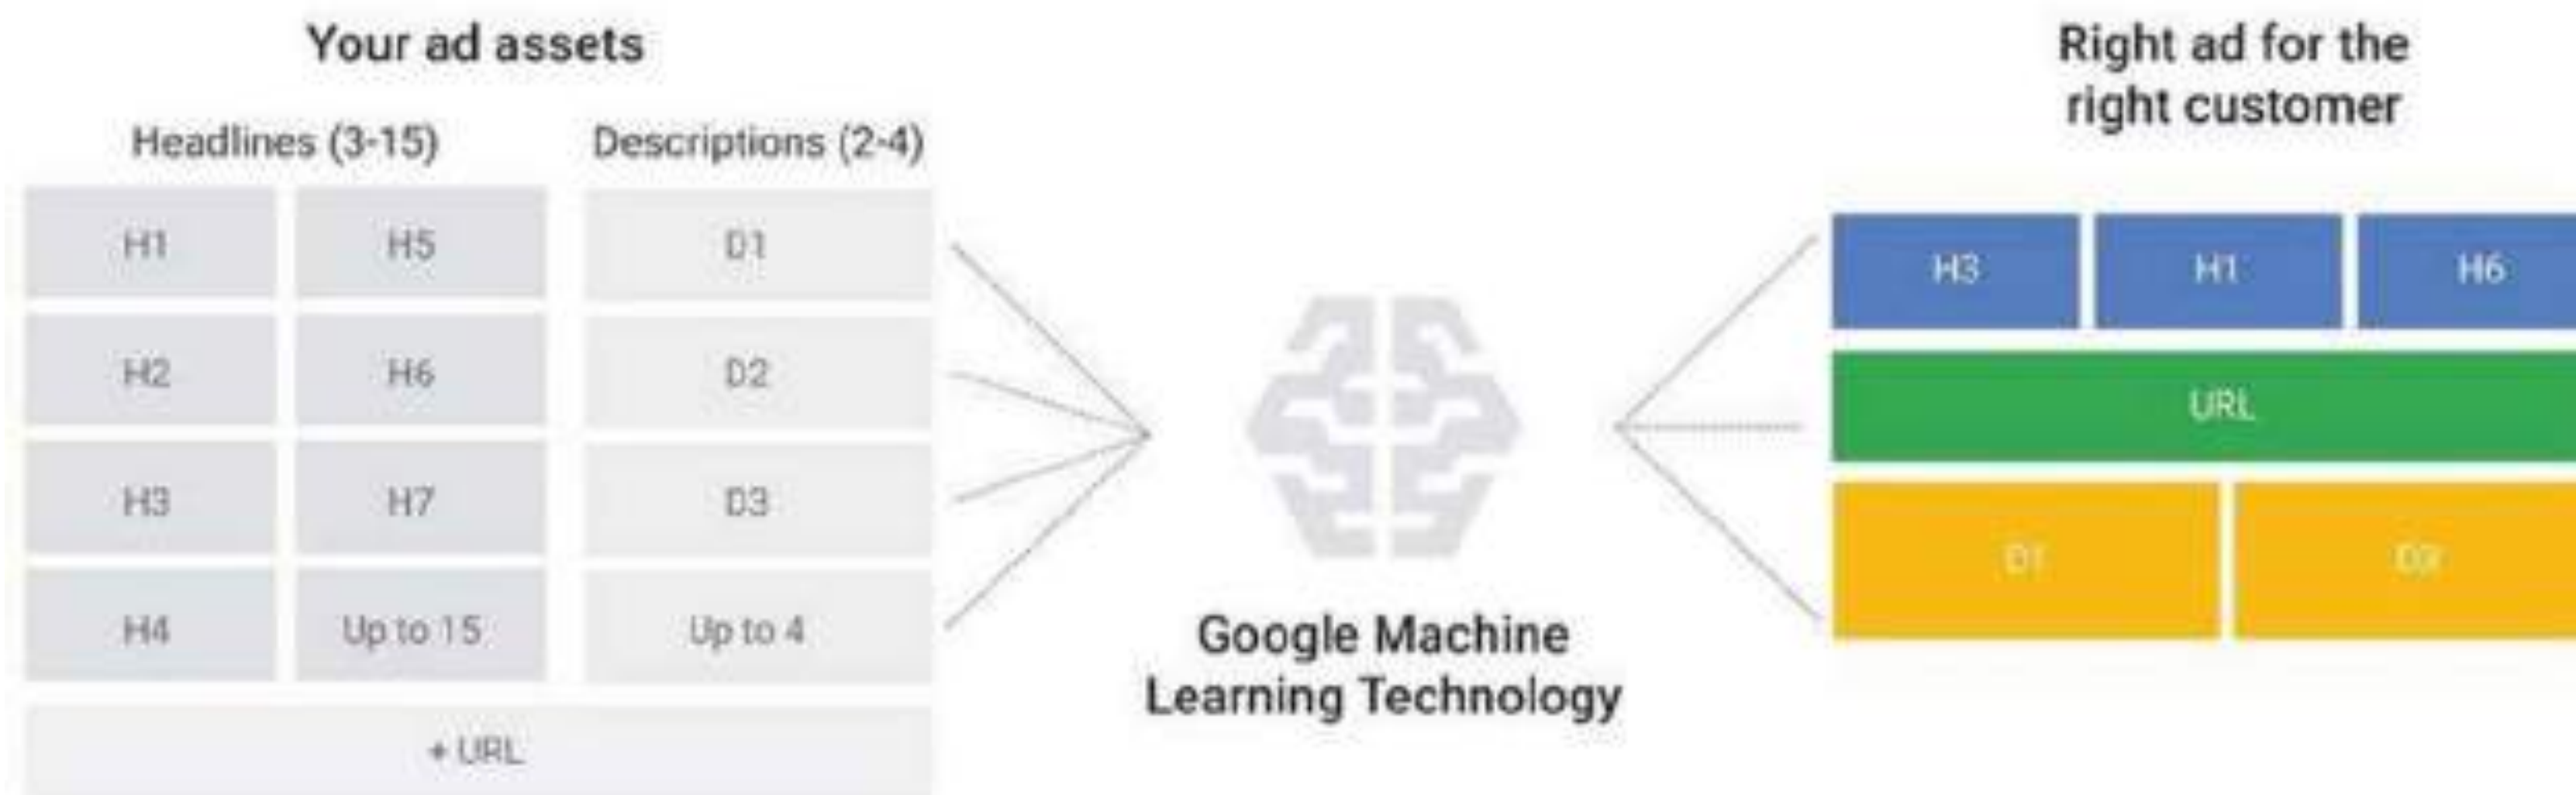 Your ad assets
Headlines (3-15)
Descriptions (2-4)
H1
H5
D1
H2
H6
D2
H3
H7
D3
H4
Up to 15
Up to 4
+ URL
Google Machine
Learning Technology
Right ad for the
right customer
H3
H1
H6
URL
D1